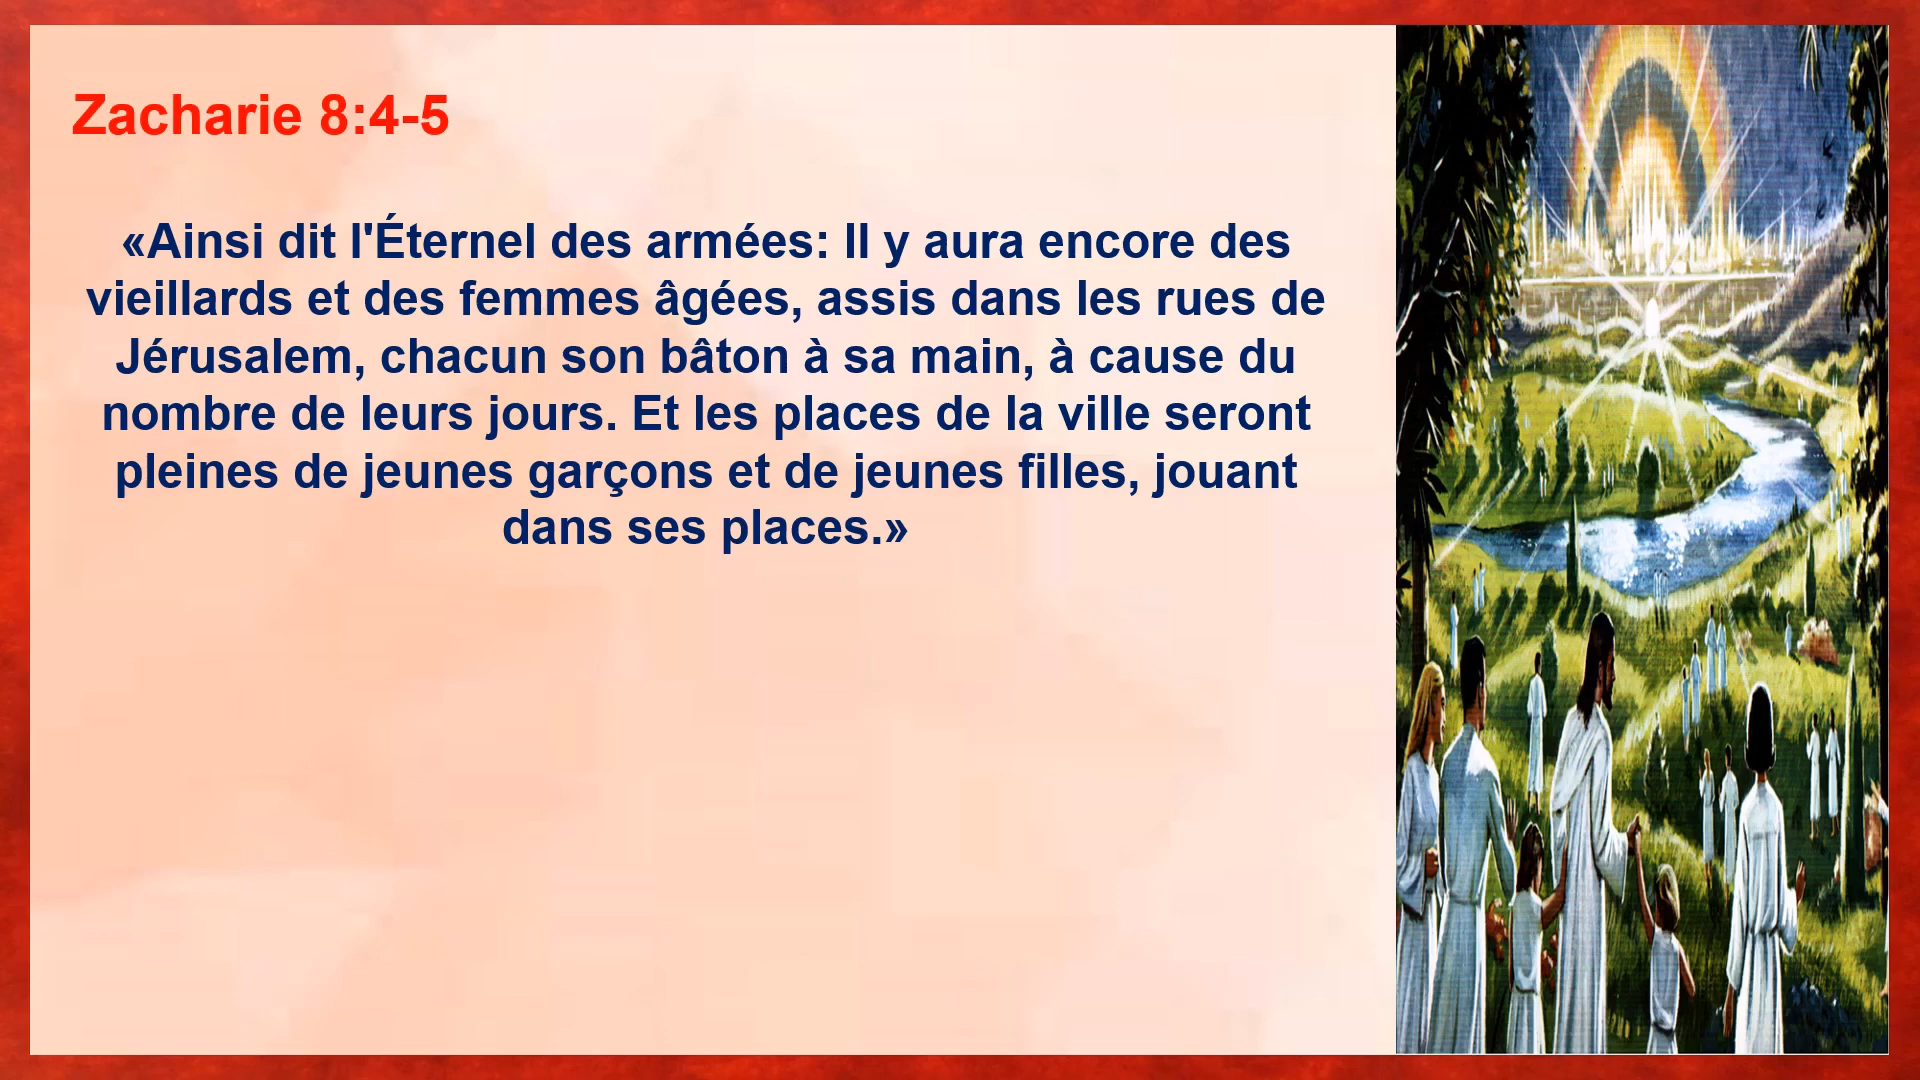 Zacharie 8:4-5
«Ainsi dit l'Éternel des armées: Il y aura encore des
vieillards et des femmes âgées, assis dans les rues de
Jérusalem, chacun son bâton à sa main, à cause du
nombre de leurs jours. Et les places de la ville seront
pleines de jeunes garçons et de jeunes filles, jouant
dans ses places.»